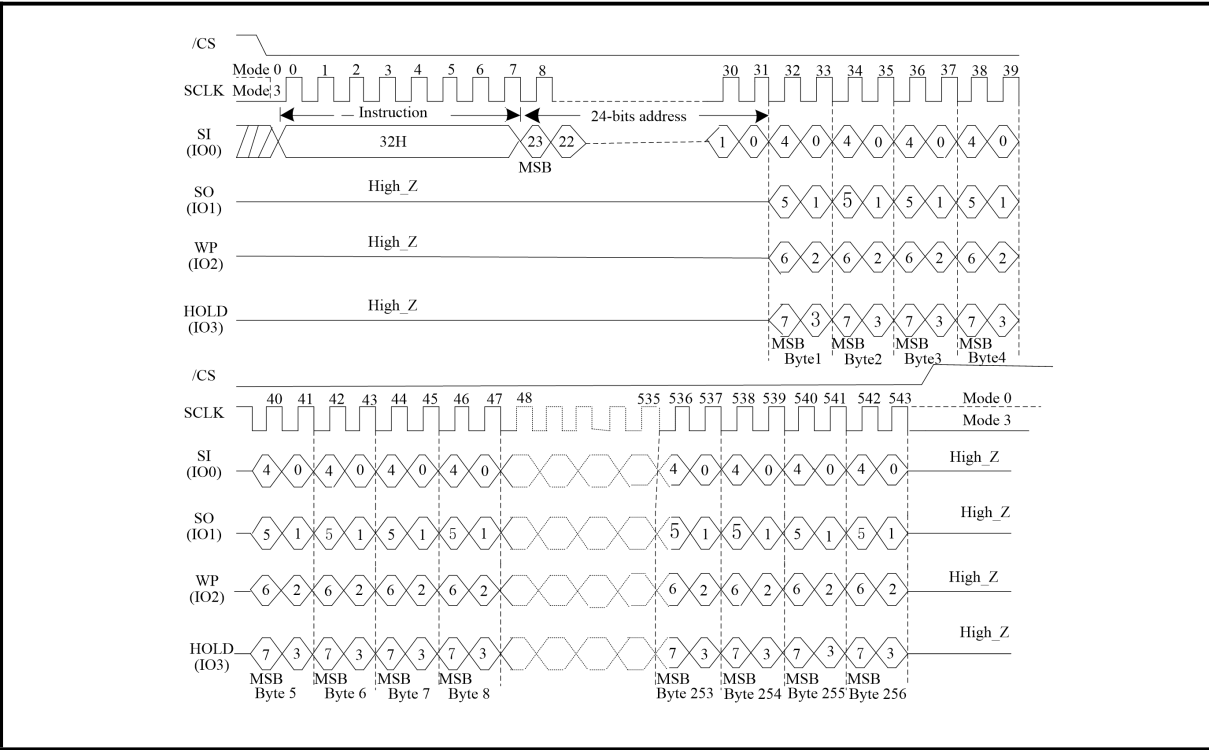 /CS
Mode 0 0 1 2 3 4 5 6 7 8 30 31 32 33 34 35 36 37 38 39
SCLK Mode 3
Instruction 24-bits address
SI
(IO0) 32H 23 22 1 0 4 0 4 0 4 0 4 0
MSB
SO High_Z
(IO1) 5 1 5 1 5 1 5 1
WP High_Z
(IO2) 6 2 6 2 6 2 6 2
HOLD High_Z
(IO3) 7 3 7 3 7 3 7 3
MSB MSB MSB MSB
Byte1 Byte2 Byte3 Byte4
/CS
40 41 42 43 44 45 46 47 48 535 536 537 538 539 540 541 542 543 Mode 0
SCLK Mode 3
SI High_Z
(IO0) 4 0 4 0 4 0 4 0 4 0 4 0 4 0 4 0
SO High_Z
(IO1) 5 1 5 1 5 1 5 1 5 1 5 1 5 1 5 1
WP High_Z
(IO2) 6 2 6 2 6 2 6 2 6 2 6 2 6 2 6 2
HOLD High_Z
(IO3) 7 3 7 3 7 3 7 3 7 3 7 3 7 3 7 3
MSB MSB MSB MSB MSB MSB MSB MSB
Byte 5 Byte 6 Byte 7 Byte 8 Byte 253 Byte 254 Byte 255 Byte 256